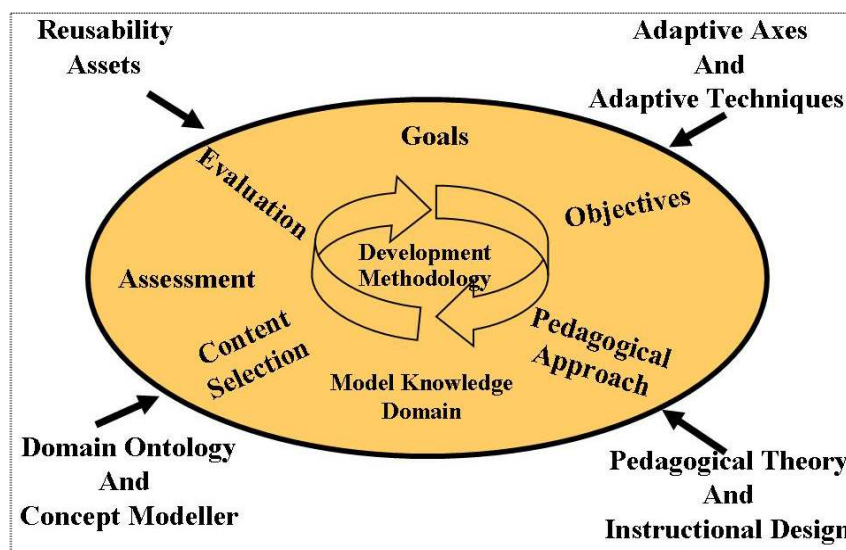 Reusability
Assets
Adaptive Axes
And
Adaptive Techniques
Goals
Evaluation
Objectives
Development
Methodology
Assessment
Content
Selection
Pedagogical
Approach
Model Knowledge
Domain
Domain Ontology
And
Concept Modeller
Pedagogical Theory
And
Instructional Design